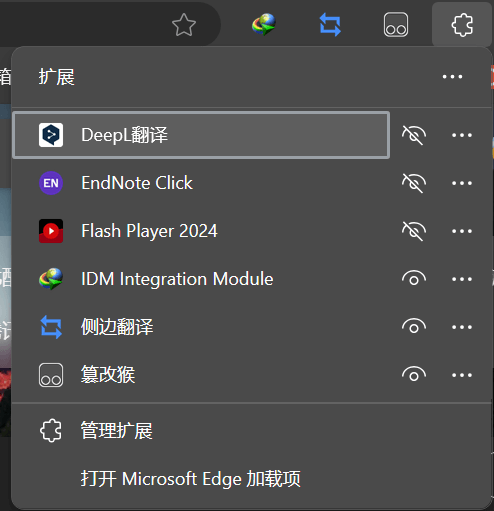 扩展
DeepL翻译
EN
EndNote Click
Flash Player 2024
IDM Integration Module
侧边翻译
篡改猴
管理扩展
打开 Microsoft Edge 加载项